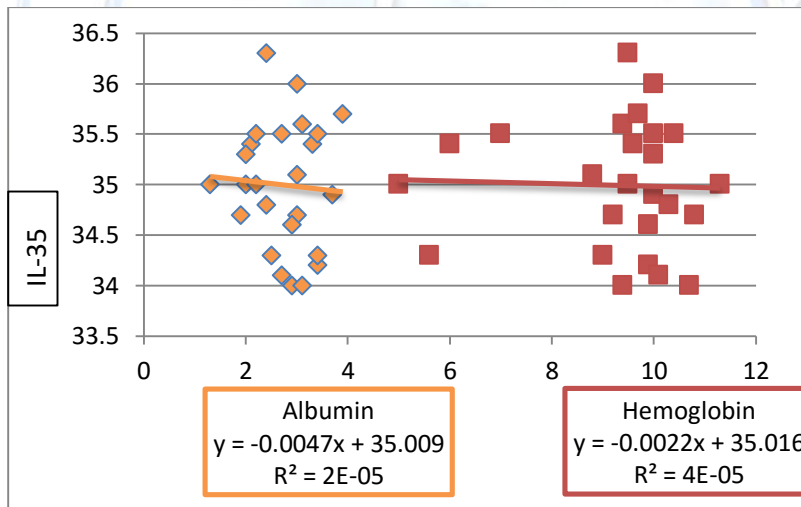 36.5
36
35.5
35
34.5
34
33.5
IL-35
0 2 4 6 8 10 12
Albumin
y = -0.0047x + 35.009
R² = 2E-05
Hemoglobin
y = -0.0022x + 35.016
R² = 4E-05